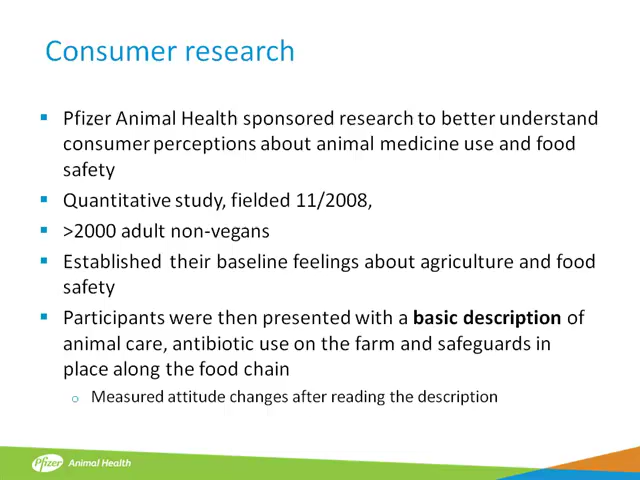 Consumer research
Pfizer Animal Health sponsored research to better understand
consumer perceptions about animal medicine use and food
safety
Quantitative study, fielded 11/2008,
>2000 adult non-vegans
Established their baseline feelings about agriculture and food
safety
Participants were then presented with a basic description of
animal care, antibiotic use on the farm and safeguards in
place along the food chain
Measured attitude changes after reading the description
Pfizer Animal Health